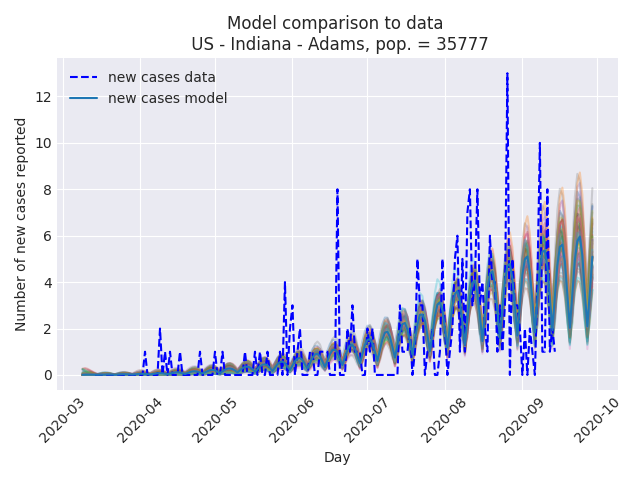 Model comparison to data
US - Indiana - Adams, pop. = 35777
new cases data
new cases model
Number of new cases reported
12
10
8
6
4
2
0
2020-03
2020-04
2020-05
2020-06
2020-07
2020-08
2020-09
2020-10
Day